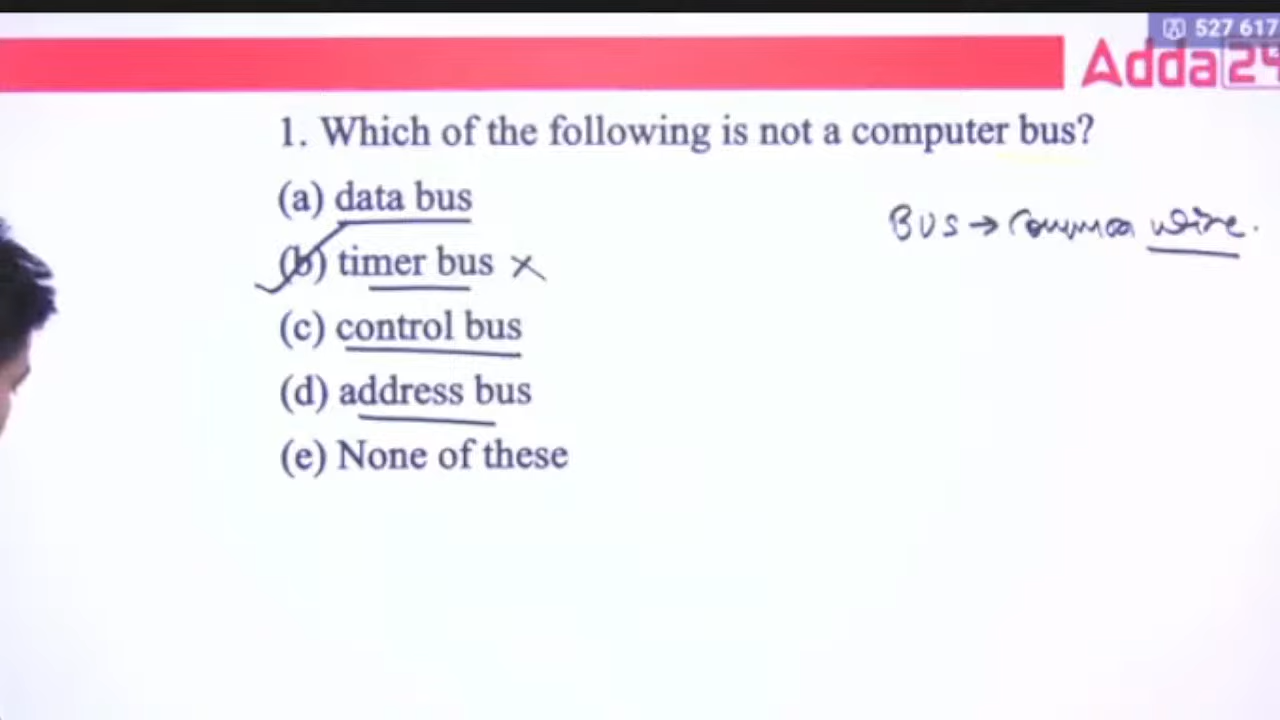 527 617
Adda24
1. Which of the following is not a computer bus?
(a) data bus
BUS → Common wire.
(b) timer bus ×
(c) control bus
(d) address bus
(e) None of these